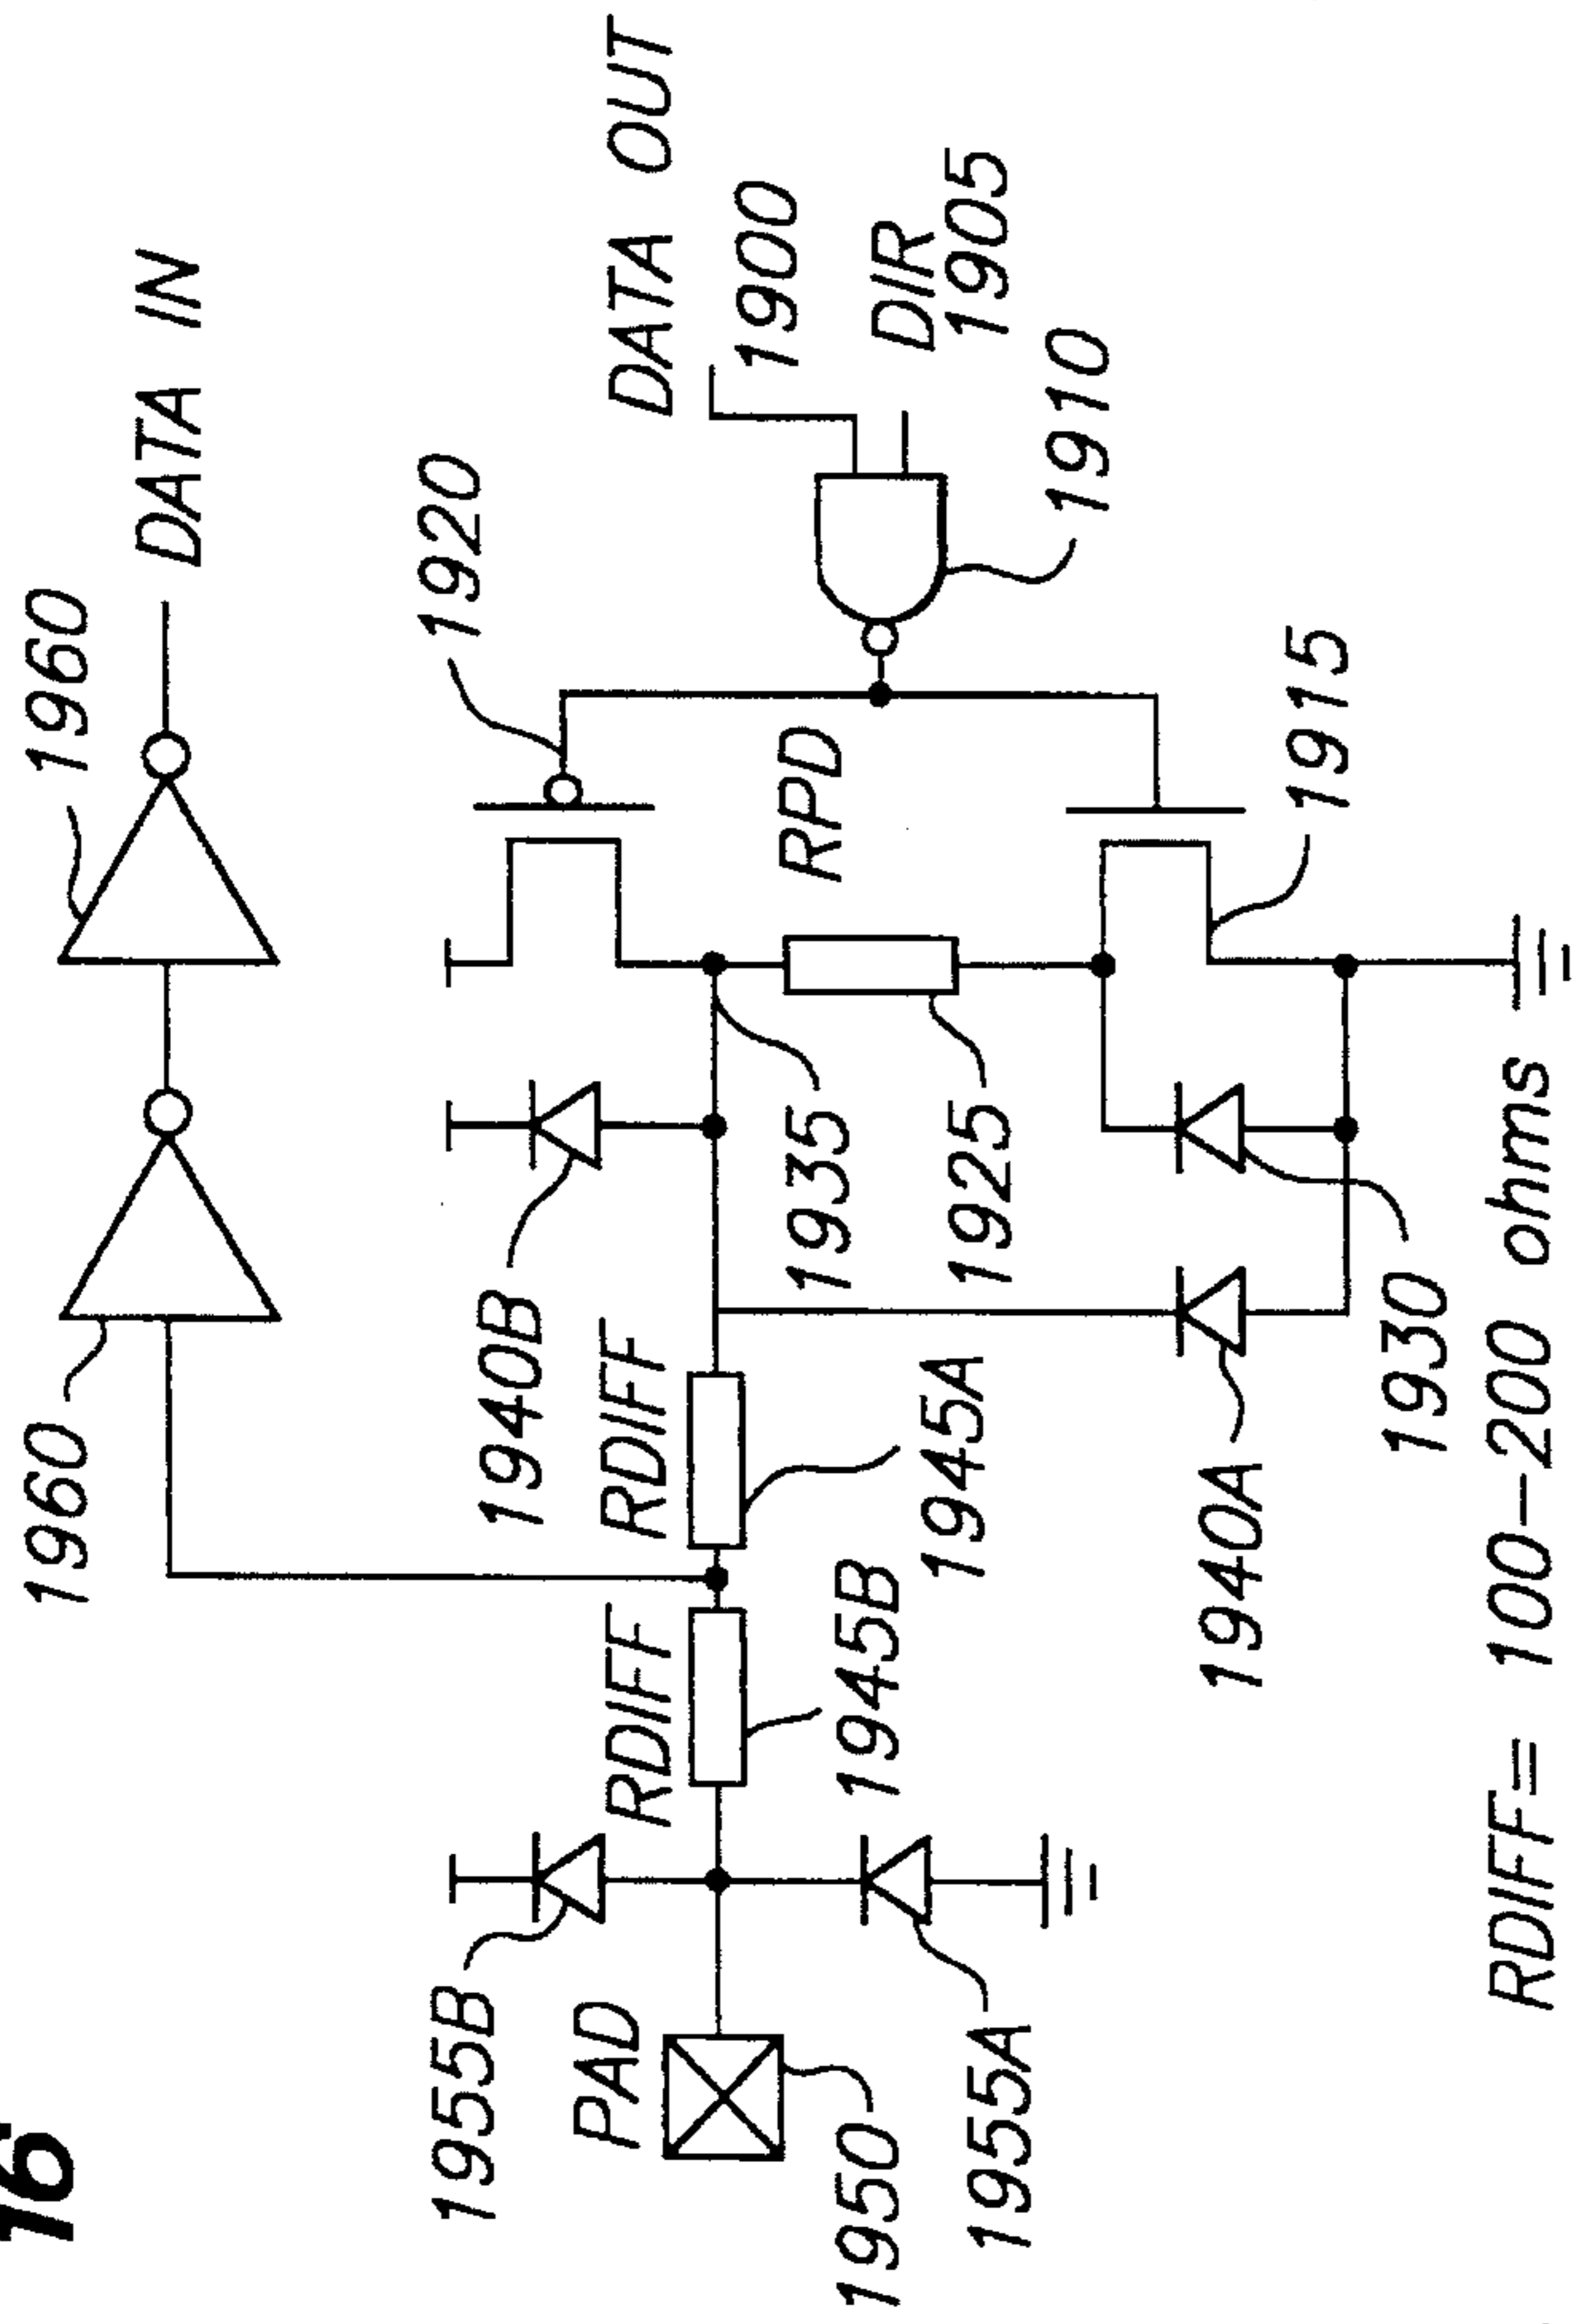 16
1960
1960
DATA IN
1955B
PAD
1950
1955A
RDIFF
1945B
RDIFF
1945A
1940B
1935
1925
1940A
1930
1920
RPD
1915
1910
DATA OUT
1900
DIR
1905
RDIFF= 100-200 ohms